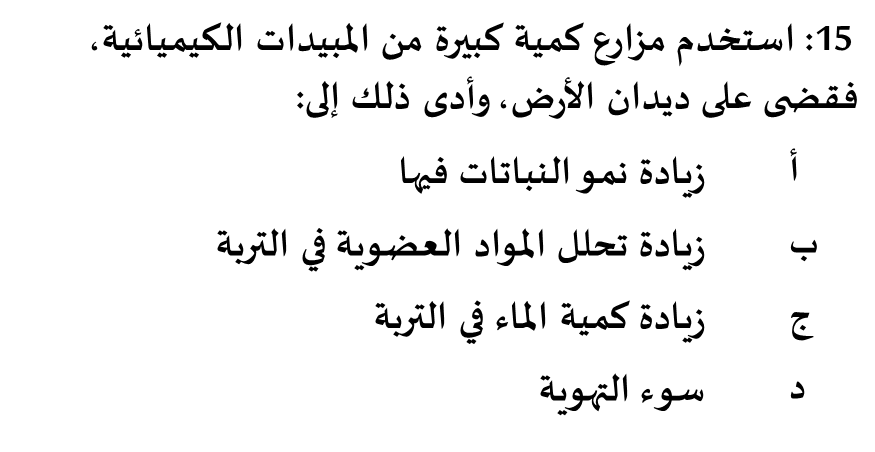 15: استخدم مزارع كمية كبيرة من المبيدات الكيميائية،
فقضى على ديدان الأرض، وأدى ذلك إلى:
أ زيادة نمو النباتات فيها
ب زيادة تحلل المواد العضوية في التربة
ج زيادة كمية الماء في التربة
د سوء التهوية